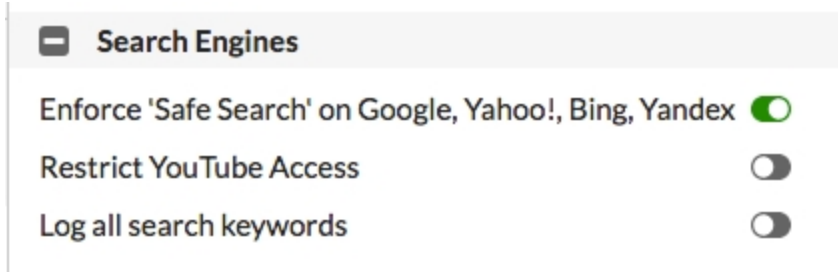 Search Engines
Enforce 'Safe Search' on Google, Yahoo!, Bing, Yandex
Restrict YouTube Access
Log all search keywords